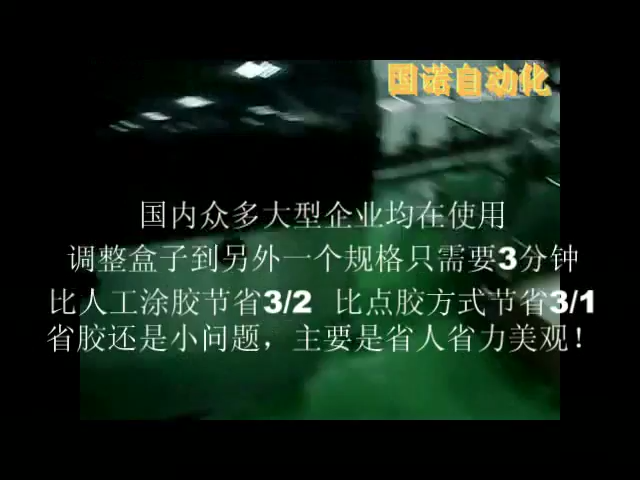 国诺自动化
国内众多大型企业均在使用
调整盒子到另外一个规格只需要3分钟
比人工涂胶节省3/2 比点胶方式节省3/1
省胶还是小问题，主要是省人省力美观！